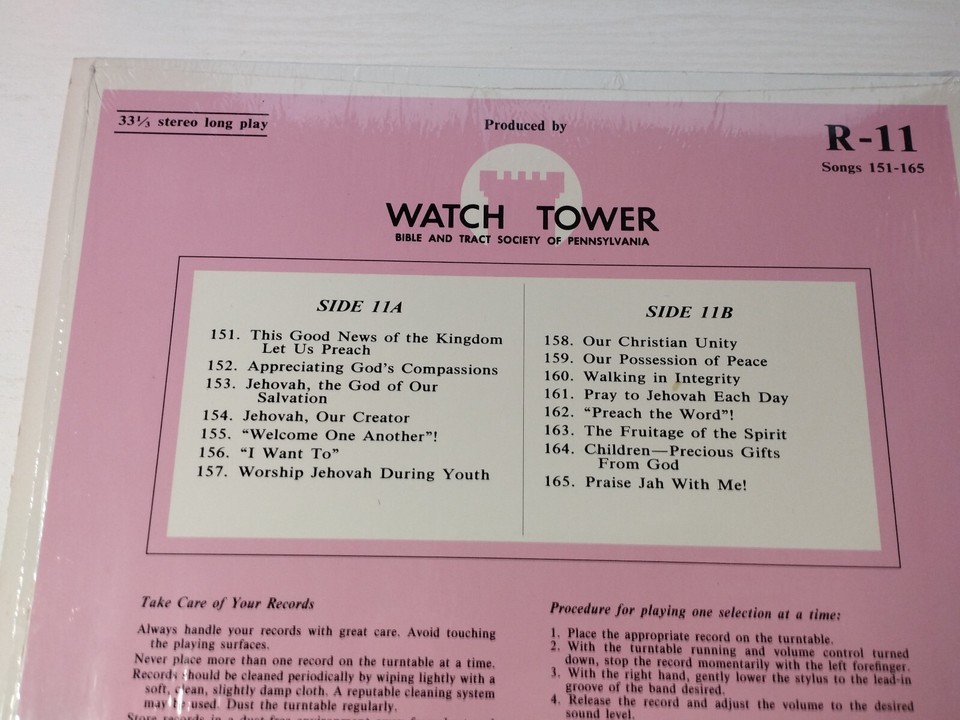 33⅓ stereo long play
Produced by
R-11
Songs 151-165
WATCH TOWER
BIBLE AND TRACT SOCIETY OF PENNSYLVANIA
SIDE 11A
151. This Good News of the Kingdom
Let Us Preach
152. Appreciating God's Compassions
153. Jehovah, the God of Our
Salvation
154. Jehovah, Our Creator
155. “Welcome One Another”!
156. “I Want To”
157. Worship Jehovah During Youth
SIDE 11B
158. Our Christian Unity
159. Our Possession of Peace
160. Walking in Integrity
161. Pray to Jehovah Each Day
162. “Preach the Word”!
163. The Fruitage of the Spirit
164. Children—Precious Gifts
From God
165. Praise Jah With Me!
Take Care of Your Records
Always handle your records with great care. Avoid touching
the playing surfaces.
Never place more than one record on the turntable at a time.
Records should be cleaned periodically by wiping lightly with a
soft, clean, slightly damp cloth. A reputable cleaning system
may be used. Dust the turntable regularly.
Store records in a dust-free environment
Procedure for playing one selection at a time:
1. Place the appropriate record on the turntable.
2. With the turntable running and volume control turned
down, stop the record momentarily with the left forefinger.
3. With the right hand, gently lower the stylus to the lead-in
groove of the band desired.
4. Release the record and adjust the volume to the desired
sound level.